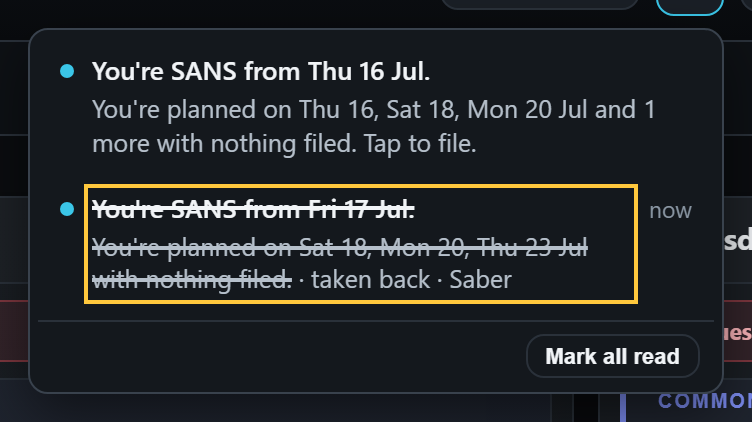 You're SANS from Thu 16 Jul.
You're planned on Thu 16, Sat 18, Mon 20 Jul and 1
more with nothing filed. Tap to file.
You're SANS from Fri 17 Jul.
now
You're planned on Sat 18, Mon 20, Thu 23 Jul
with nothing filed. · taken back · Saber
Mark all read
COMMON